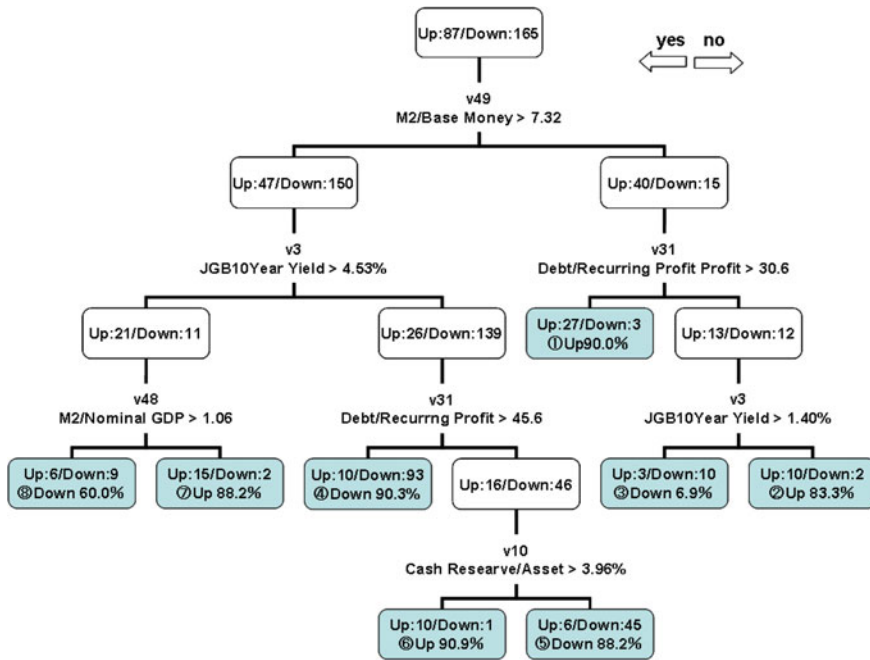 Up:87/Down:165
yes no
v49
M2/Base Money > 7.32
Up:47/Down:150
Up:40/Down:15
v3
JGB10Year Yield > 4.53%
v31
Debt/Recurring Profit Profit > 30.6
Up:21/Down:11
Up:26/Down:139
Up:27/Down:3
①Up90.0%
Up:13/Down:12
v48
M2/Nominal GDP > 1.06
v31
Debt/Recurrng Profit > 45.6
v3
JGB10Year Yield > 1.40%
Up:6/Down:9
⑧Down 60.0%
Up:15/Down:2
⑦Up 88.2%
Up:10/Down:93
④Down 90.3%
Up:16/Down:46
Up:3/Down:10
③Down 6.9%
Up:10/Down:2
②Up 83.3%
v10
Cash Researve/Asset > 3.96%
Up:10/Down:1
⑥Up 90.9%
Up:6/Down:45
⑤Down 88.2%